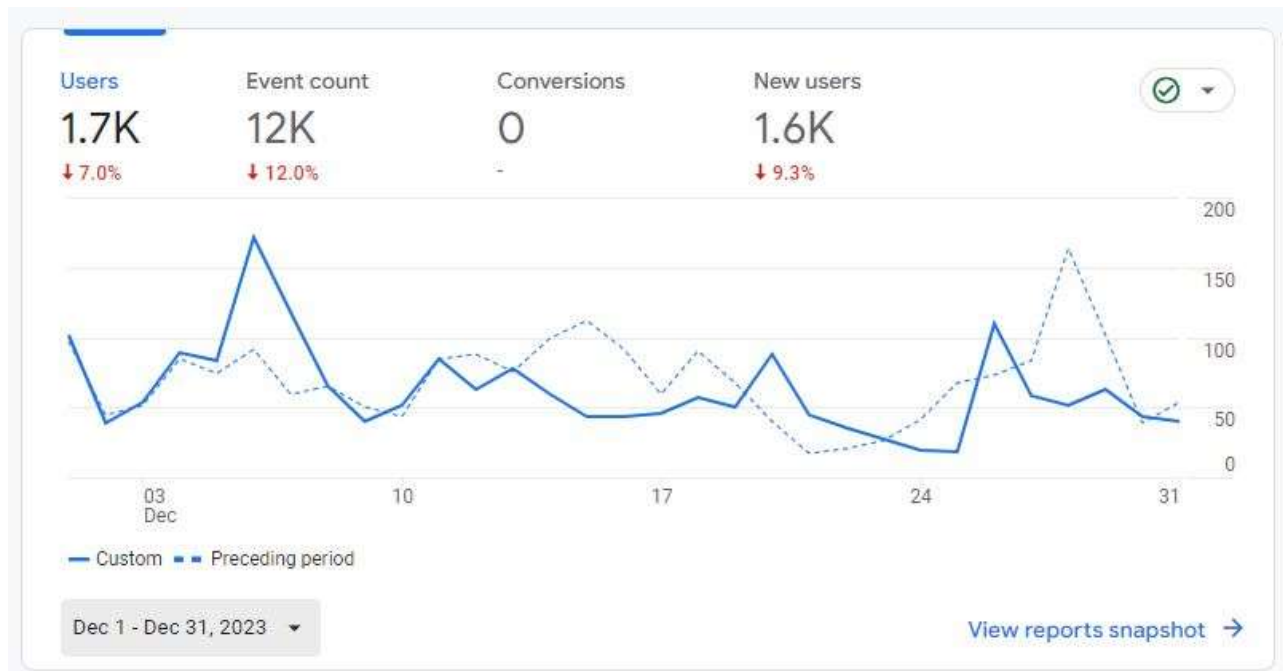 Users Event count Conversions New users
1.7K 12K 0 1.6K
↓ 7.0% ↓ 12.0% - ↓ 9.3%
200
150
100
50
0
03 10 17 24 31
Dec
Custom Preceding period
Dec 1 - Dec 31, 2023 View reports snapshot →